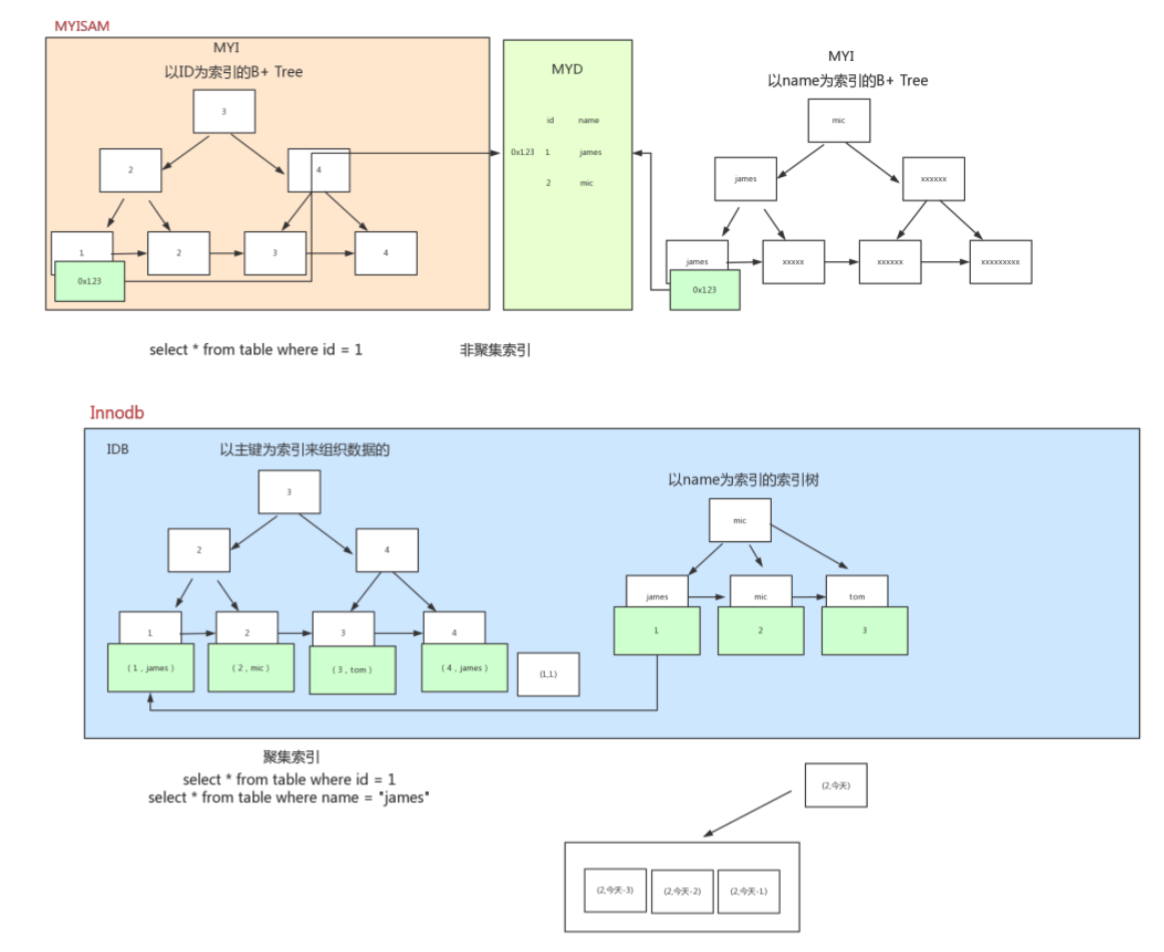 MYISAM
MYI
以ID为索引的B+ Tree
3
2
4
1
2
3
4
0x123
MYD
id name
0x123 1 james
2 mic
MYI
以name为索引的B+ Tree
mic
james
xxxxxx
james
xxxxx
xxxxxx
xxxxxxxxx
0x123
select * from table where id = 1
非聚集索引
Innodb
IDB
以主键为索引来组织数据的
3
2
4
1
2
3
4
(1，james)
(2，mic)
(3，tom)
(4，james)
(1,1)
以name为索引的索引树
mic
james
mic
tom
1
2
3
聚集索引
select * from table where id = 1
select * from table where name = "james"
(2,今天)
(2,今天-3)
(2,今天-2)
(2,今天-1)